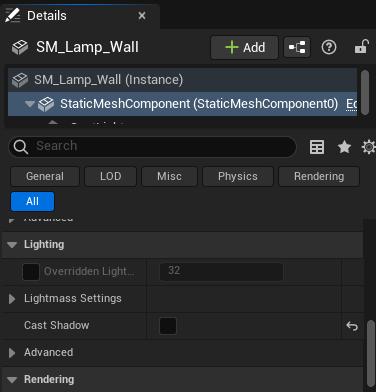 Details
SM_Lamp_Wall
+ Add
SM_Lamp_Wall (Instance)
StaticMeshComponent (StaticMeshComponent0) Ed
Search
General LOD Misc Physics Rendering
All
Advanced
Lighting
Overridden Light... 32
Lightmass Settings
Cast Shadow
Advanced
Rendering